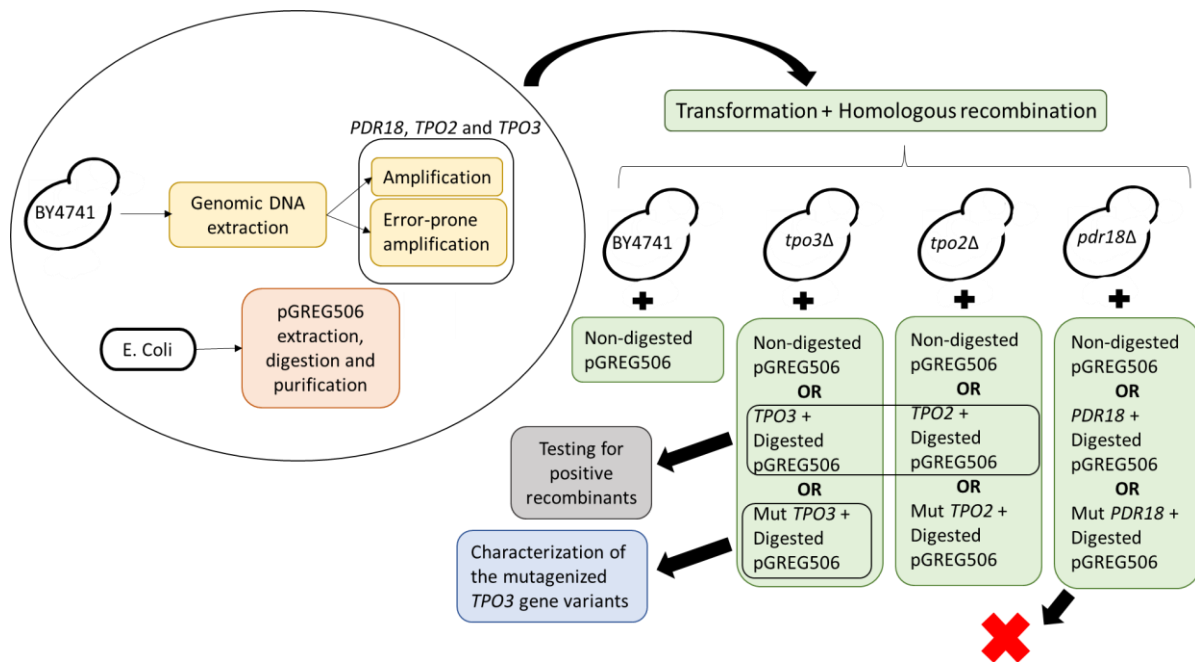 PDR18, TPO2 and TPO3
BY4741
Genomic DNA
extraction
Amplification
Error-prone
amplification
E. Coli
pGREG506
extraction,
digestion and
purification
Transformation + Homologous recombination
BY4741
tpo3Δ
tpo2Δ
pdr18Δ
Non-digested
pGREG506
Non-digested
pGREG506
OR
TPO3 +
Digested
pGREG506
OR
Mut TPO3 +
Digested
pGREG506
Non-digested
pGREG506
OR
TPO2 +
Digested
pGREG506
OR
Mut TPO2 +
Digested
pGREG506
Non-digested
pGREG506
OR
PDR18 +
Digested
pGREG506
OR
Mut PDR18 +
Digested
pGREG506
Testing for
positive
recombinants
Characterization of
the mutagenized
TPO3 gene variants